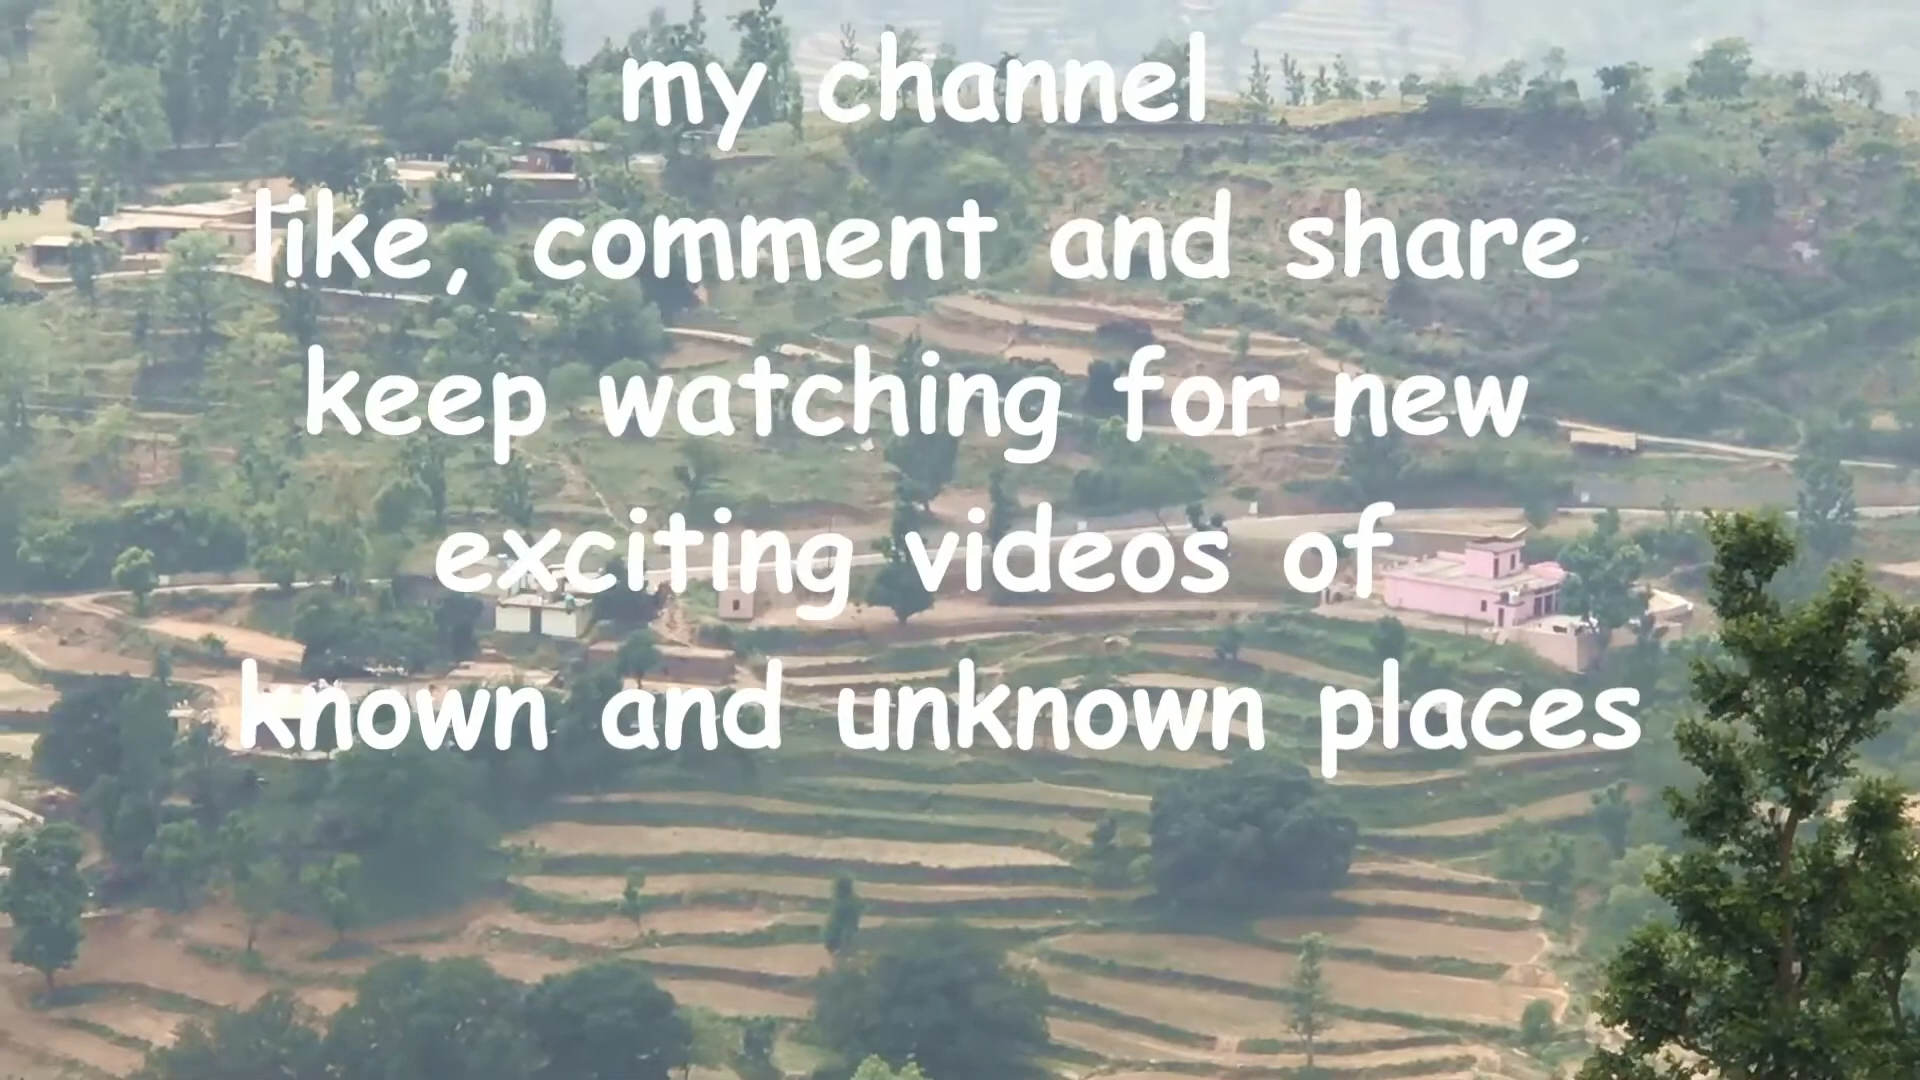 my channel
like, comment and share
keep watching for new
exciting videos of
known and unknown places